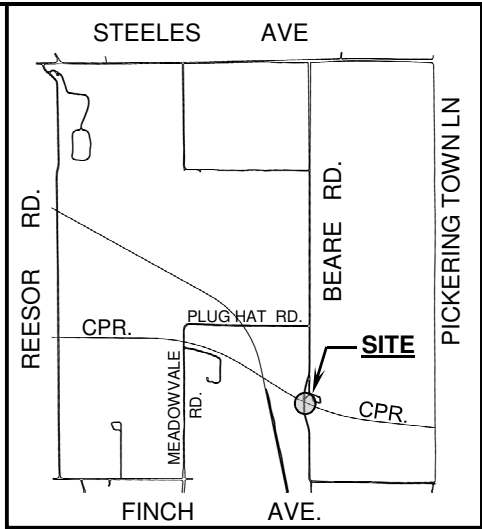 STEELES AVE
REESOR RD.
BEARE RD.
PICKERING TOWN LN
PLUG HAT RD.
CPR.
MEADOWVALE RD.
SITE
CPR.
FINCH AVE.